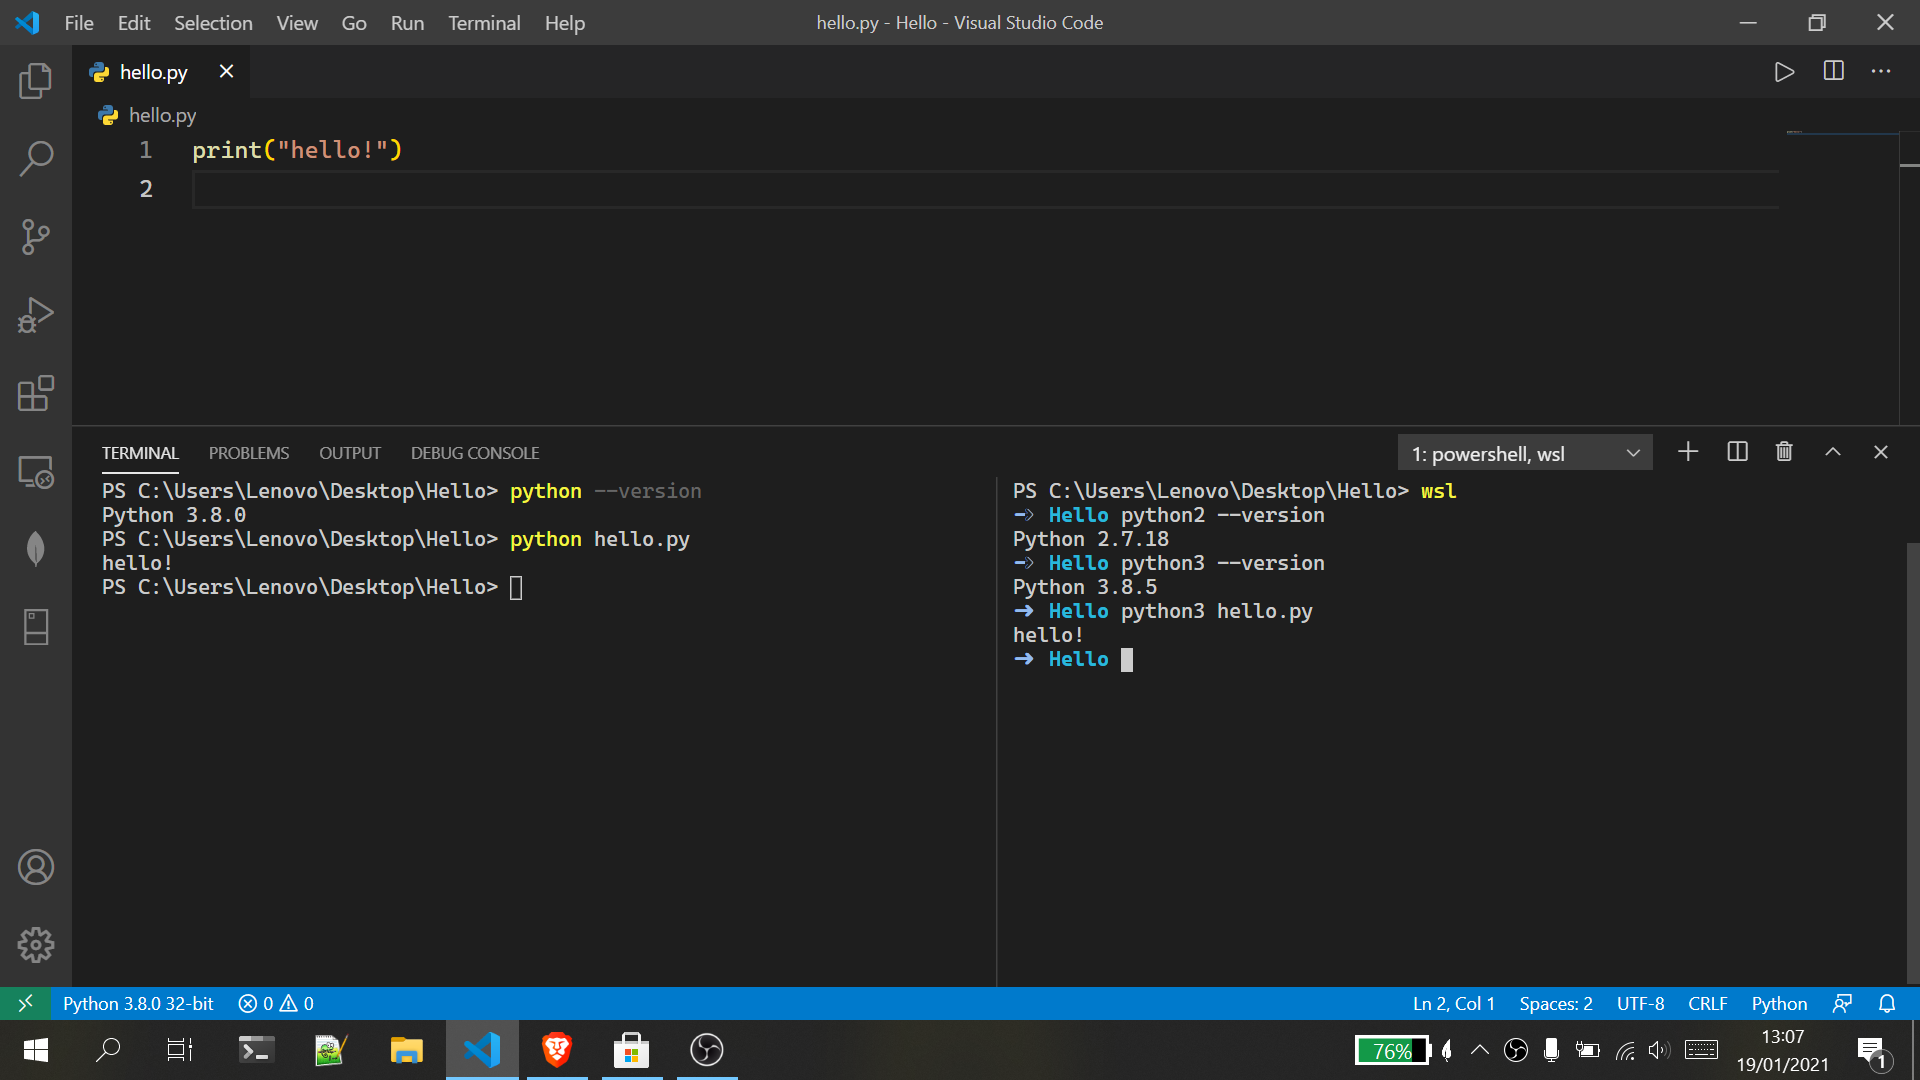 File Edit Selection View Go Run Terminal Help
hello.py - Hello - Visual Studio Code
hello.py
hello.py
1 print("hello!")
2
TERMINAL PROBLEMS OUTPUT DEBUG CONSOLE
1: powershell, wsl
PS C:\Users\Lenovo\Desktop\Hello> python --version
Python 3.8.0
PS C:\Users\Lenovo\Desktop\Hello> python hello.py
hello!
PS C:\Users\Lenovo\Desktop\Hello>
PS C:\Users\Lenovo\Desktop\Hello> wsl
➜ Hello python2 --version
Python 2.7.18
➜ Hello python3 --version
Python 3.8.5
➜ Hello python3 hello.py
hello!
➜ Hello
Python 3.8.0 32-bit 0 0
Ln 2, Col 1 Spaces: 2 UTF-8 CRLF Python
76%
13:07
19/01/2021
1